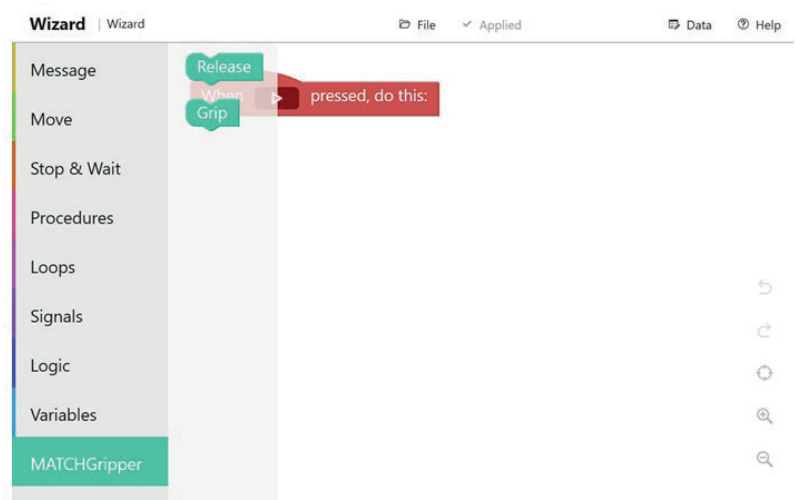 Wizard | Wizard
File
Applied
Data
Help
Message
Move
Stop & Wait
Procedures
Loops
Signals
Logic
Variables
MATCHGripper
Release
When pressed, do this:
Grip